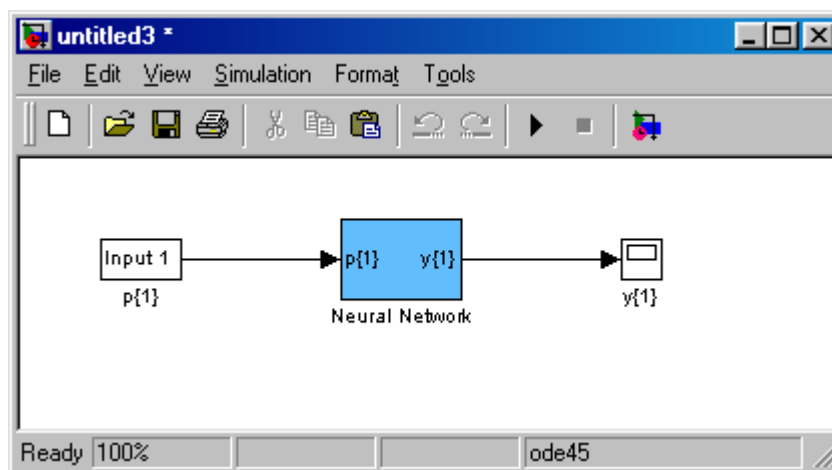 untitled3 *
File Edit View Simulation Format Tools
Input 1
p{1}
p{1} y{1}
Neural Network
y{1}
Ready 100% ode45